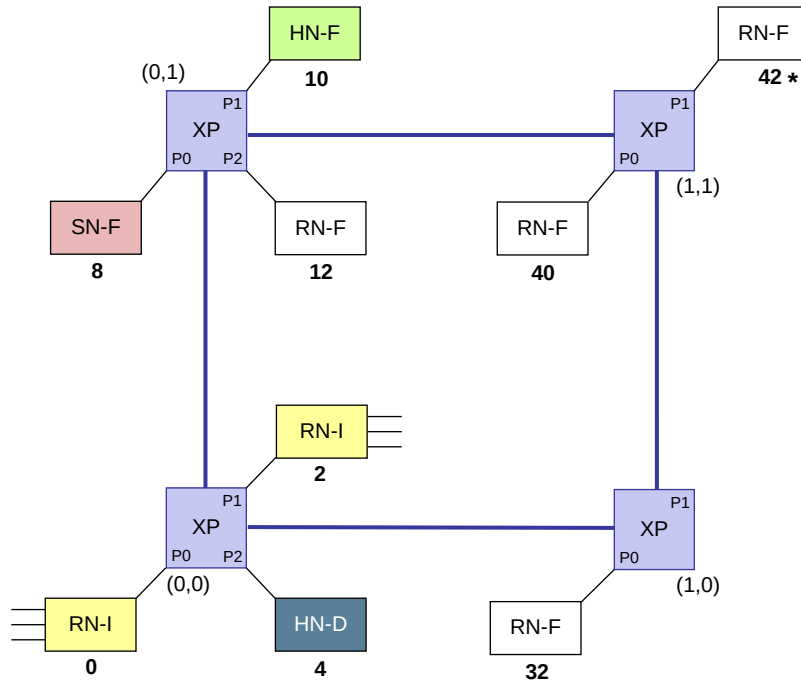 HN-F
10
RN-F
42 *
(0,1)
P1
XP
P0 P2
P1
XP
P0
(1,1)
SN-F
8
RN-F
12
RN-F
40
RN-I
2
P1
XP
P0 P2
(0,0)
P1
XP
P0
(1,0)
RN-I
0
HN-D
4
RN-F
32